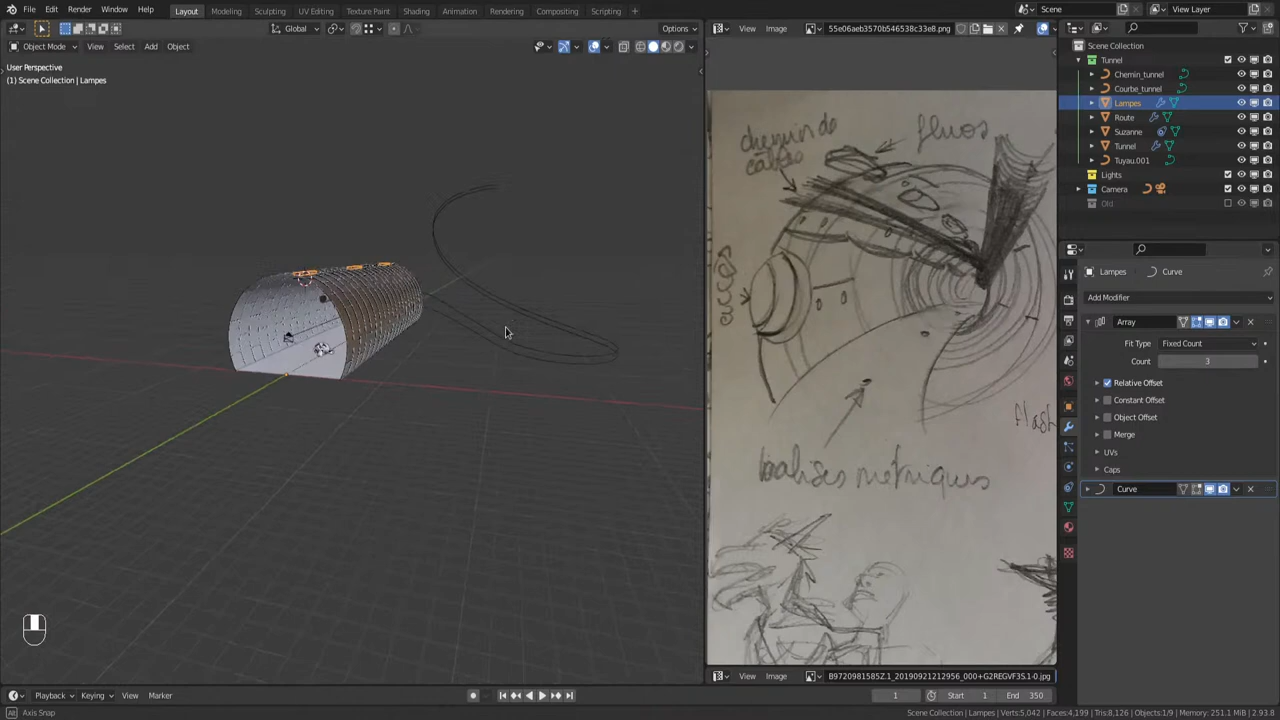 File Edit Render Window Help Layout Modeling Sculpting UV Editing Texture Paint Shading Animation Rendering Compositing Scripting Scene View Layer
Global Options View Image 55e06aeb3570b546538c33e8.png
Object Mode View Select Add Object
Scene Collection
User Perspective
(1) Scene Collection | Lampes
Tunnel
Chemin_tunnel
Courbe_tunnel
Lampes
Route
Suzanne
Tunnel
Tuyau.001
Lights
Camera
Old
chemin de
fluos
balises métriques
Lampes Curve
Add Modifier
Array
Fit Type Fixed Count
Count 3
Relative Offset
Constant Offset
Object Offset
Merge
UVs
Caps
Curve
View Image B9720981585Z.1_20190921212956_000+G2REGVF3S.1-0.jpg
Playback Keying View Marker 1 Start 1 End 350
Axis Snap Scene Collection | Lampes | Verts:5,042 | Faces:4,199 | Tris:8,126 | Objects:1/9 | Memory: 251.1 MiB | 2.93.8